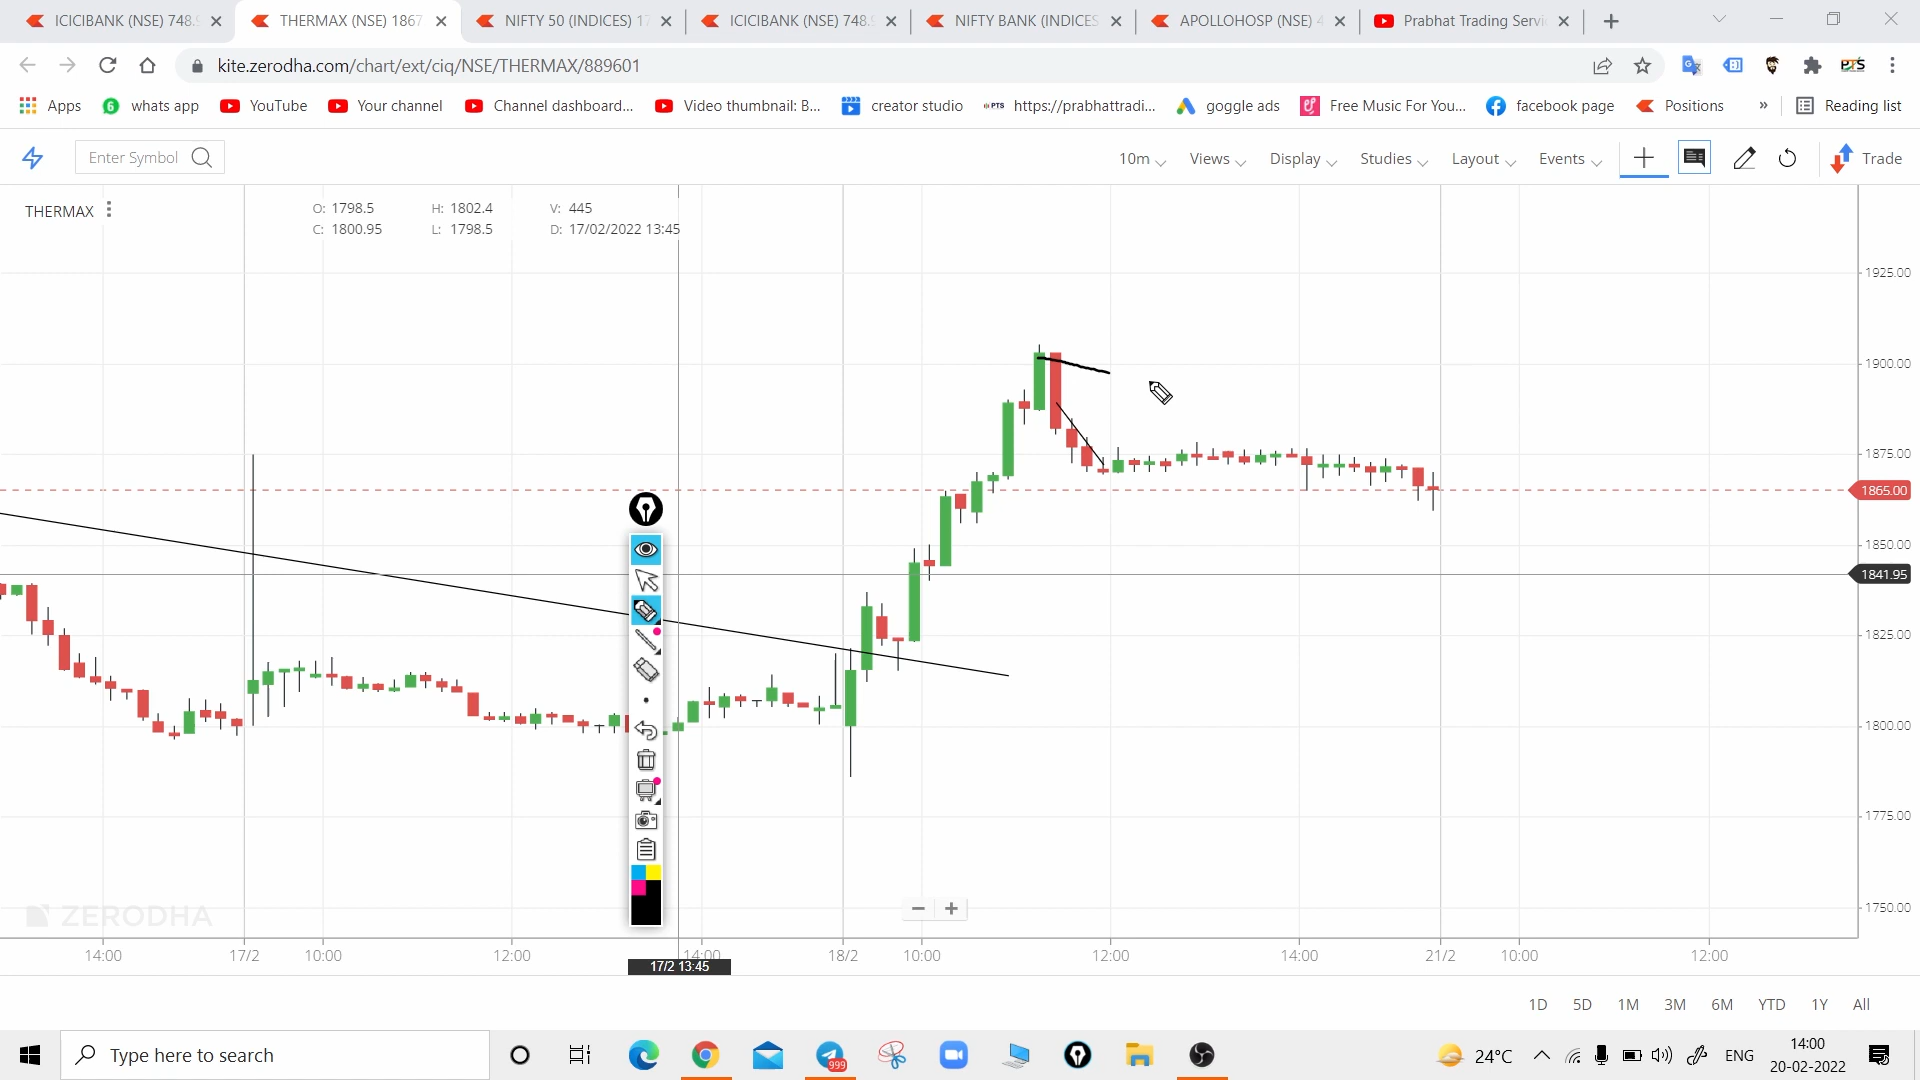 ICICIBANK (NSE) 748.9
THERMAX (NSE) 1867
NIFTY 50 (INDICES) 17
ICICIBANK (NSE) 748.9
NIFTY BANK (INDICES
APOLLOHOSP (NSE) 4
Prabhat Trading Servi
kite.zerodha.com/chart/ext/ciq/NSE/THERMAX/889601
PTS
Apps
whats app
YouTube
Your channel
Channel dashboard...
Video thumbnail: B...
creator studio
PTS
https://prabhattradi...
goggle ads
Free Music For You...
facebook page
Positions
»
Reading list
Enter Symbol
10m
Views
Display
Studies
Layout
Events
Trade
THERMAX
O: 1798.5 H: 1802.4 V: 445
C: 1800.95 L: 1798.5 D: 17/02/2022 13:45
1925.00
1900.00
1875.00
1865.00
1850.00
1841.95
1825.00
1800.00
1775.00
1750.00
ZERODHA
14:00 17/2 10:00 12:00 14:00 18/2 10:00 12:00 14:00 21/2 10:00 12:00
17/2 13:45
1D 5D 1M 3M 6M YTD 1Y All
Type here to search
999
24°C
ENG
14:00
20-02-2022